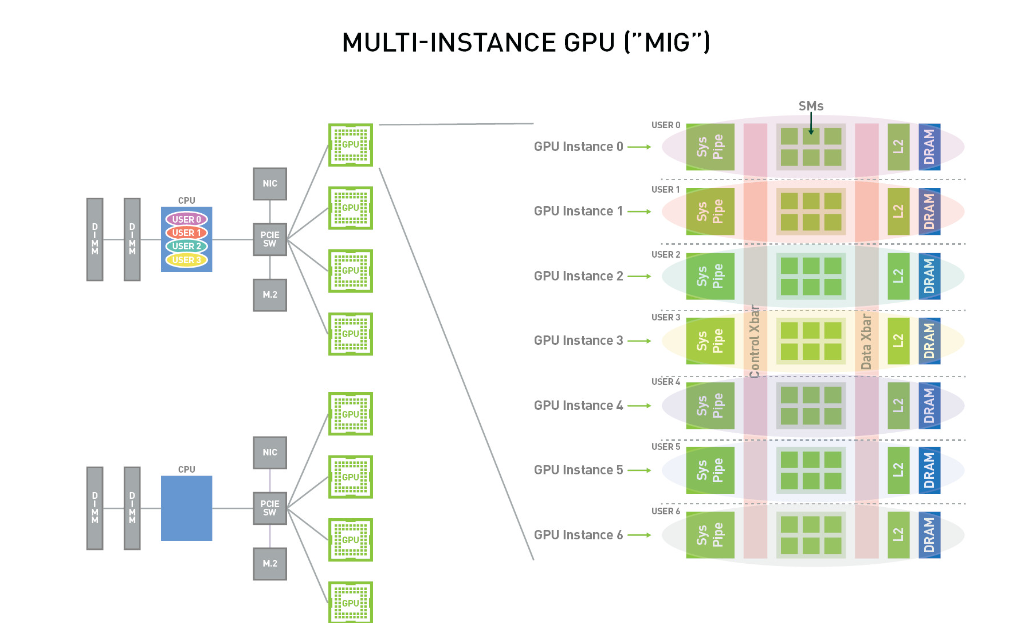 MULTI-INSTANCE GPU ("MIG")
CPU
USER 0
USER 1
USER 2
USER 3
DIMM
DIMM
NIC
PCIE
SW
M.2
GPU
GPU
GPU
GPU
CPU
DIMM
DIMM
NIC
PCIE
SW
M.2
GPU
GPU
GPU
GPU
SMs
GPU Instance 0
USER 0
Sys
Pipe
L2
DRAM
GPU Instance 1
USER 1
Sys
Pipe
L2
DRAM
GPU Instance 2
USER 2
Sys
Pipe
L2
DRAM
GPU Instance 3
USER 3
Sys
Pipe
Control Xbar
Data Xbar
L2
DRAM
GPU Instance 4
USER 4
Sys
Pipe
L2
DRAM
GPU Instance 5
USER 5
Sys
Pipe
L2
DRAM
GPU Instance 6
USER 6
Sys
Pipe
L2
DRAM